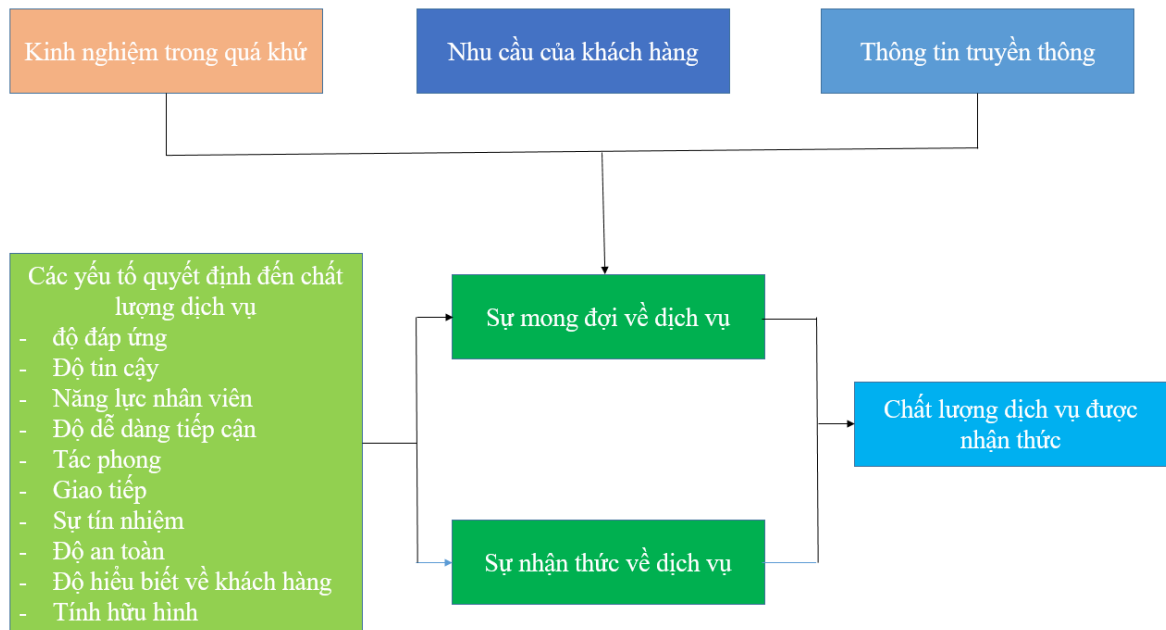 Kinh nghiệm trong quá khứ
Nhu cầu của khách hàng
Thông tin truyền thông
Các yếu tố quyết định đến chất
lượng dịch vụ
- độ đáp ứng
- Độ tin cậy
- Năng lực nhân viên
- Độ dễ dàng tiếp cận
- Tác phong
- Giao tiếp
- Sự tín nhiệm
- Độ an toàn
- Độ hiểu biết về khách hàng
- Tính hữu hình
Sự mong đợi về dịch vụ
Sự nhận thức về dịch vụ
Chất lượng dịch vụ được
nhận thức